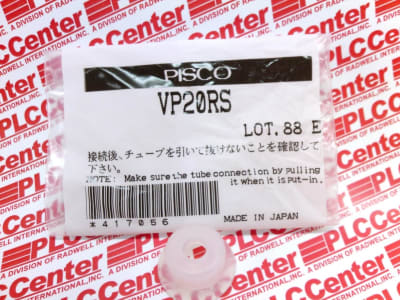 PISCO
VP20RS
LOT. 88 E
接続後、チューブを引いて抜けないことを確認して
下さい。
NOTE: Make sure the tube connection by pulling
it when it is put-in.
*417056
MADE IN JAPAN
PLCCenter
A DIVISION OF RADWELL INTERNATIONAL, INC.